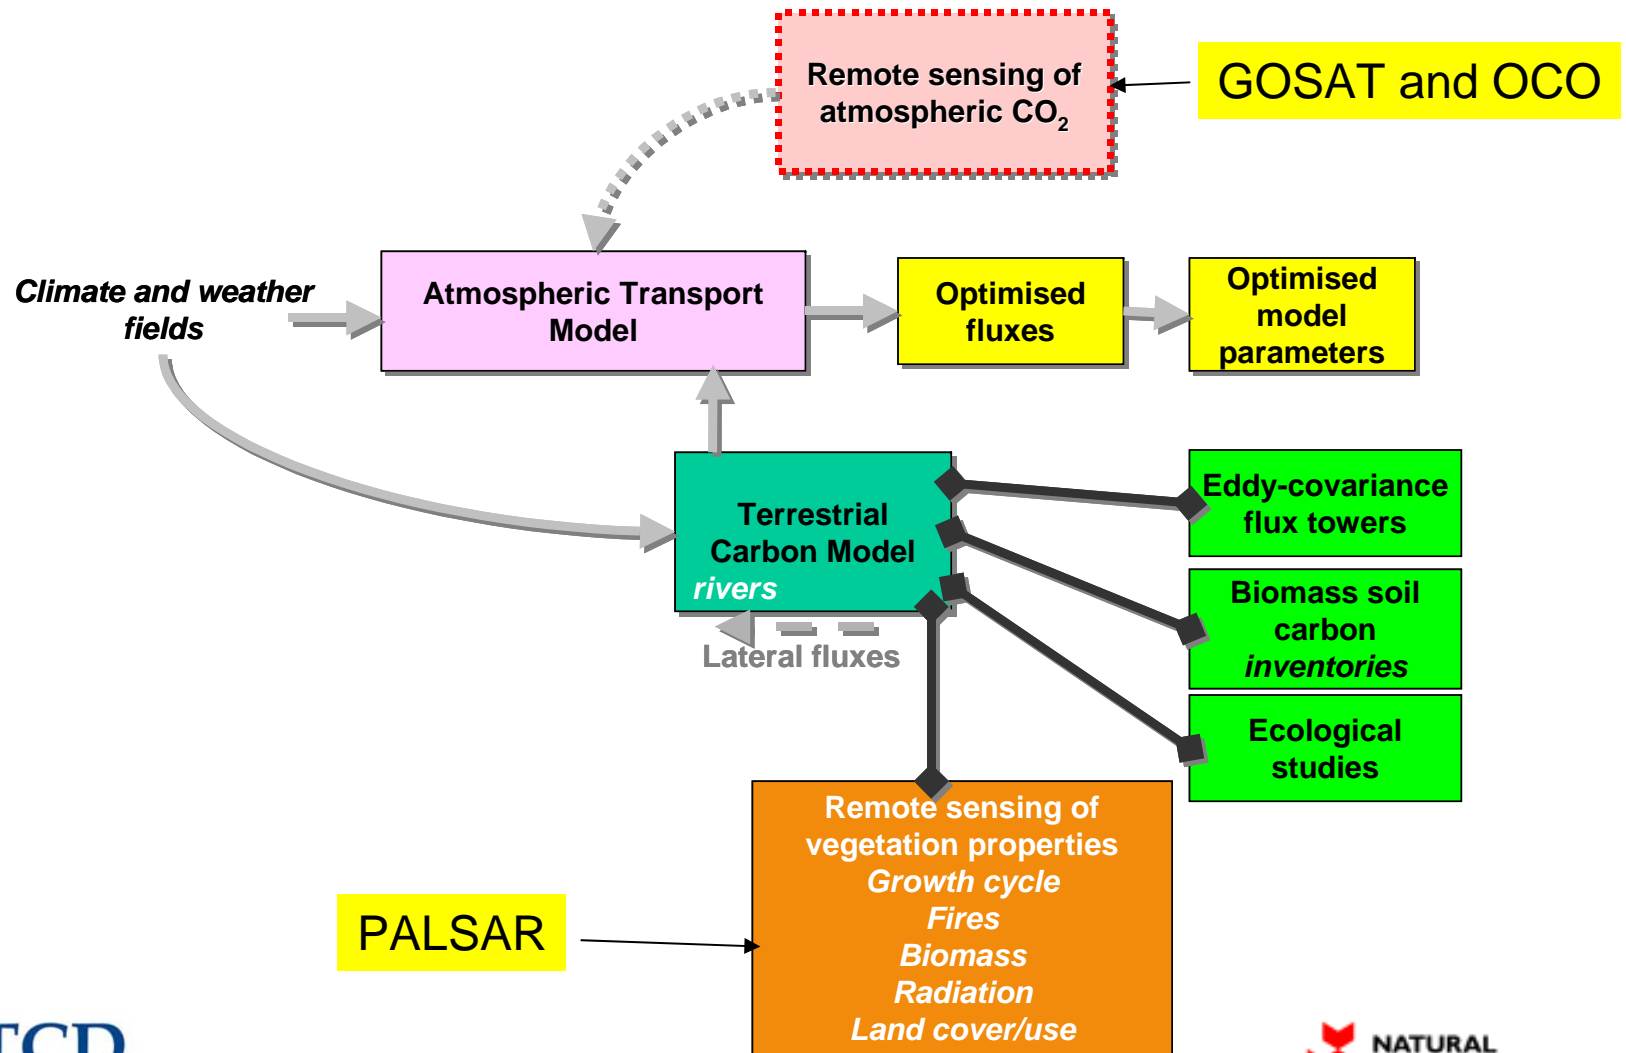 Remote sensing of
atmospheric CO₂
GOSAT and OCO
Climate and weather
fields
Atmospheric Transport
Model
Optimised
fluxes
Optimised
model
parameters
Terrestrial
Carbon Model
rivers
Lateral fluxes
Eddy-covariance
flux towers
Biomass soil
carbon
inventories
Ecological
studies
Remote sensing of
vegetation properties
Growth cycle
Fires
Biomass
Radiation
Land cover/use
PALSAR
TCD
NATURAL